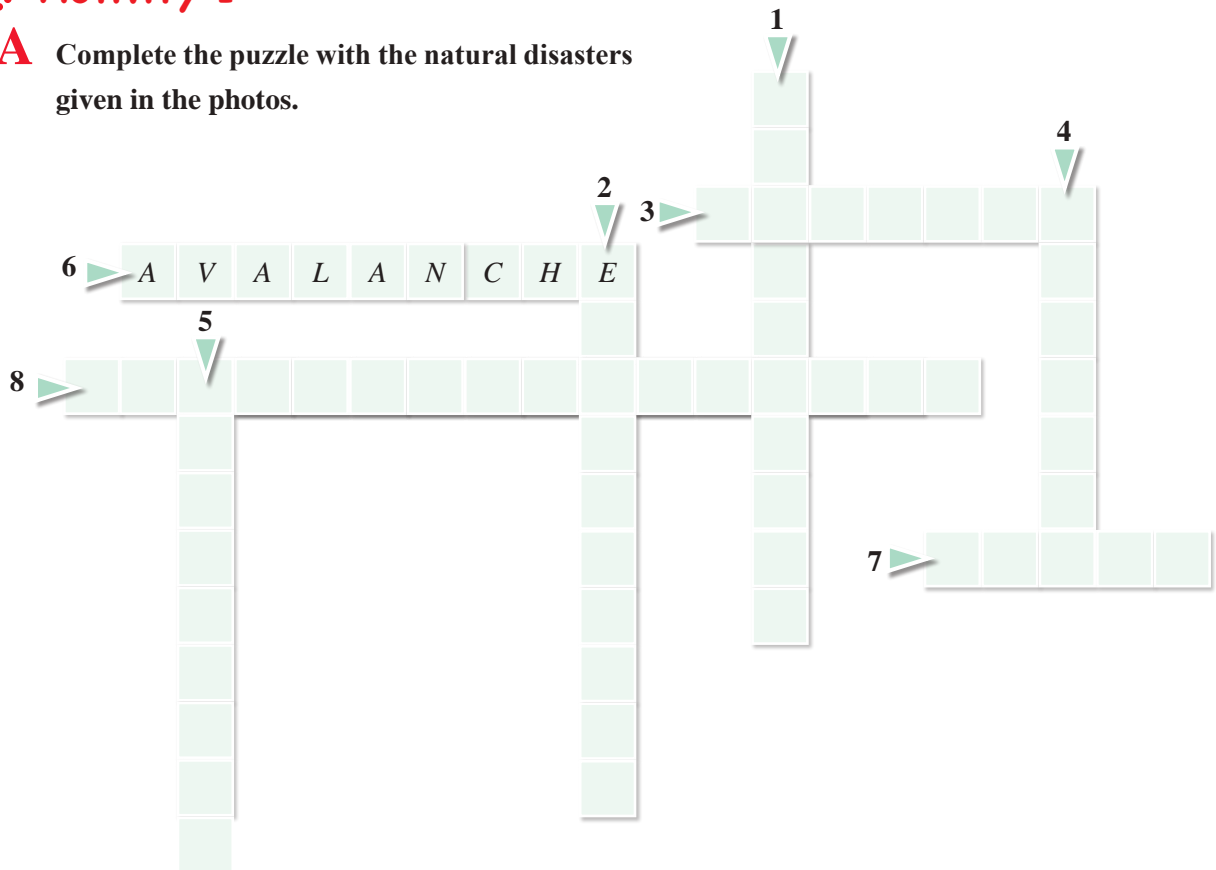 A Complete the puzzle with the natural disasters
given in the photos.
1
4
2
3
6 A V A L A N C H E
5
8
7